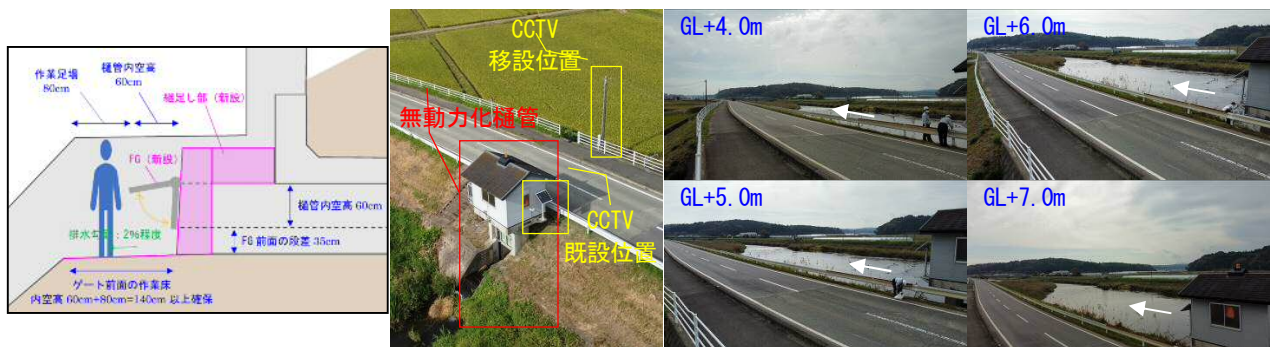 作業足場
80cm
樋管内空高
60cm
継足し部（新設）
FG（新設）
排水勾配：2%程度
樋管内空高 60cm
FG 前面の段差 35cm
ゲート前面の作業床
内空高 60cm+80cm=140cm 以上確保
CCTV
移設位置
無動力化樋管
CCTV
既設位置
GL+4.0m
GL+6.0m
GL+5.0m
GL+7.0m